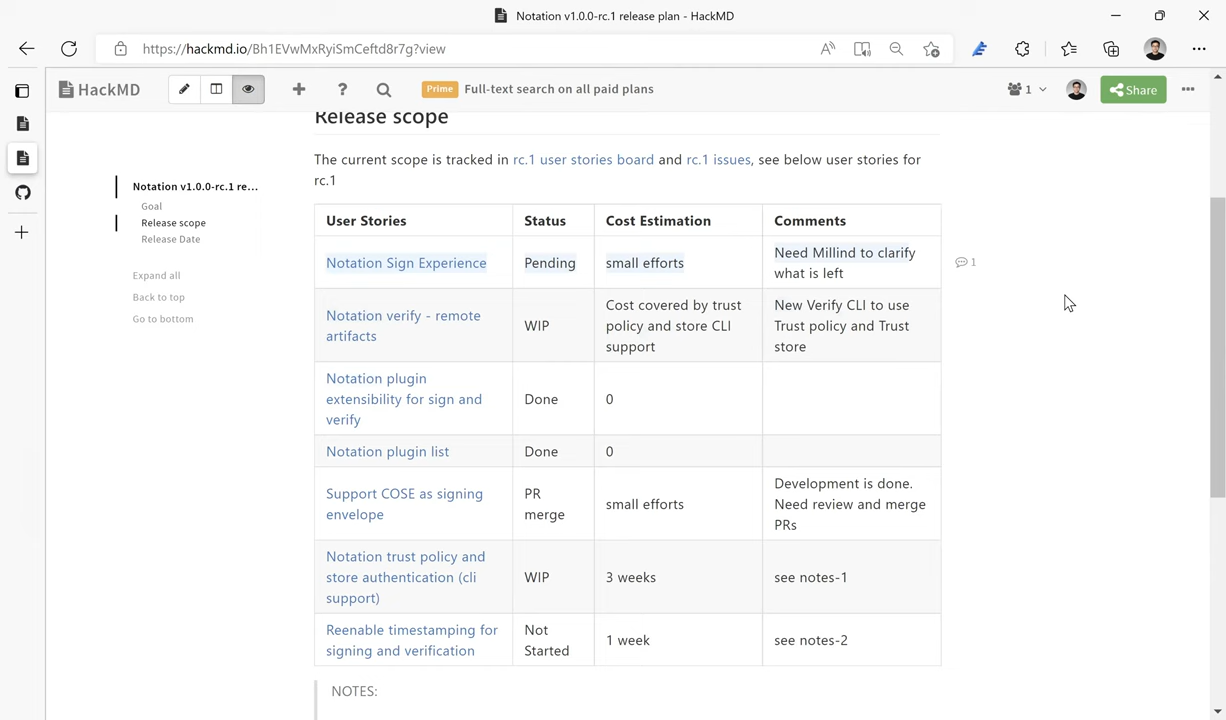 Notation v1.0.0-rc.1 release plan - HackMD
https://hackmd.io/Bh1EVwMxRyiSmCeftd8r7g?view
HackMD
Prime Full-text search on all paid plans
1
Share
Notation v1.0.0-rc.1 re...
Goal
Release scope
Release Date
Expand all
Back to top
Go to bottom
Release scope
The current scope is tracked in rc.1 user stories board and rc.1 issues, see below user stories for
rc.1
User Stories Status Cost Estimation Comments
Notation Sign Experience Pending small efforts Need Millind to clarify
what is left
1
Notation verify - remote
artifacts
WIP
Cost covered by trust
policy and store CLI
support
New Verify CLI to use
Trust policy and Trust
store
Notation plugin
extensibility for sign and
verify
Done
0
Notation plugin list Done 0
Support COSE as signing
envelope
PR
merge
small efforts
Development is done.
Need review and merge
PRs
Notation trust policy and
store authentication (cli
support)
WIP
3 weeks
see notes-1
Reenable timestamping for
signing and verification
Not
Started
1 week
see notes-2
NOTES: